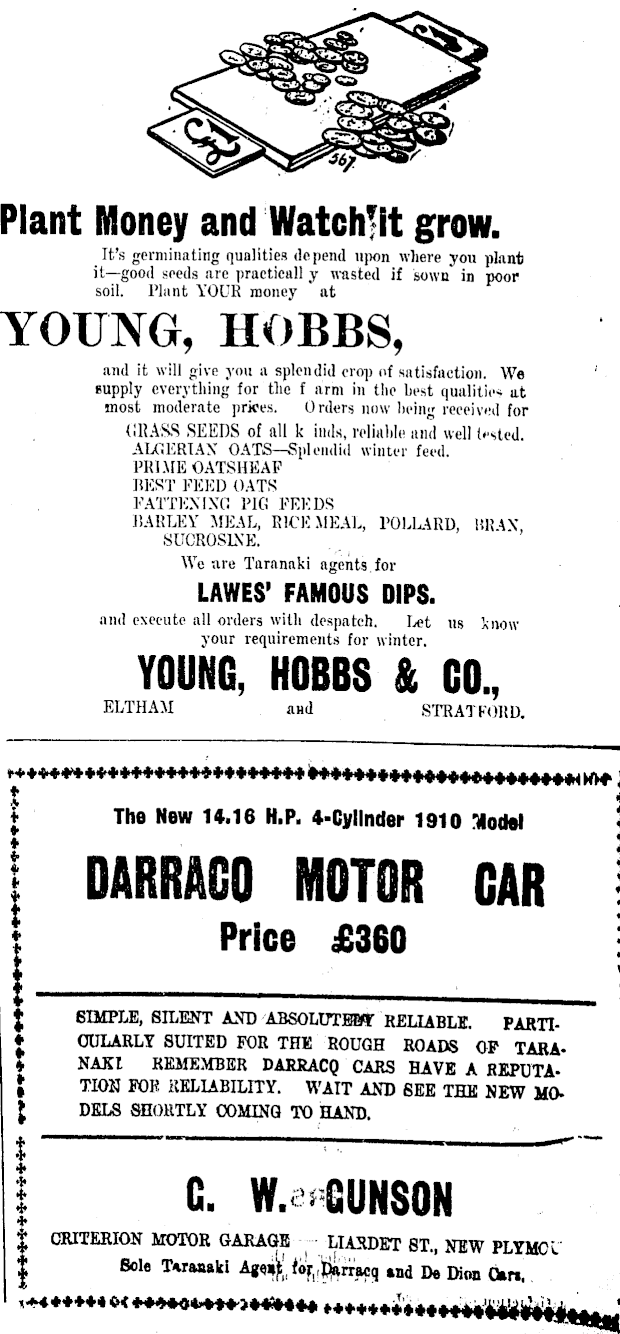 567
Plant Money and Watch it grow.
It's germinating qualities depend upon where you plant
it—good seeds are practicall y wasted if sown in poor
soil. Plant YOUR money at
YOUNG, HOBBS,
and it will give you a splendid crop of satisfaction. We
supply everything for the f arm in the best qualities at
most moderate prices. Orders now being received for
GRASS SEEDS of all k inds, reliable and well tested.
ALGERIAN OATS—Splendid winter feed.
PRIME OATSHEAF
BEST FEED OATS
FATTENING PIG FEEDS
BARLEY MEAL, RICE MEAL, POLLARD, BRAN,
SUCROSINE.
We are Taranaki agents for
LAWES' FAMOUS DIPS.
and execute all orders with despatch. Let us know
your requirements for winter.
YOUNG, HOBBS & CO.,
ELTHAM and STRATFORD.
The New 14.16 H.P. 4-Cylinder 1910 Model
DARRACQ MOTOR CAR
Price £360
SIMPLE, SILENT AND ABSOLUTELY RELIABLE. PARTI-
CULARLY SUITED FOR THE ROUGH ROADS OF TARA-
NAKI REMEMBER DARRACQ CARS HAVE A REPUTA-
TION FOR RELIABILITY. WAIT AND SEE THE NEW MO-
DELS SHORTLY COMING TO HAND.
G. W. GUNSON
CRITERION MOTOR GARAGE — LIARDET ST., NEW PLYMOU
Sole Taranaki Agent for Darracq and De Dion Cars.